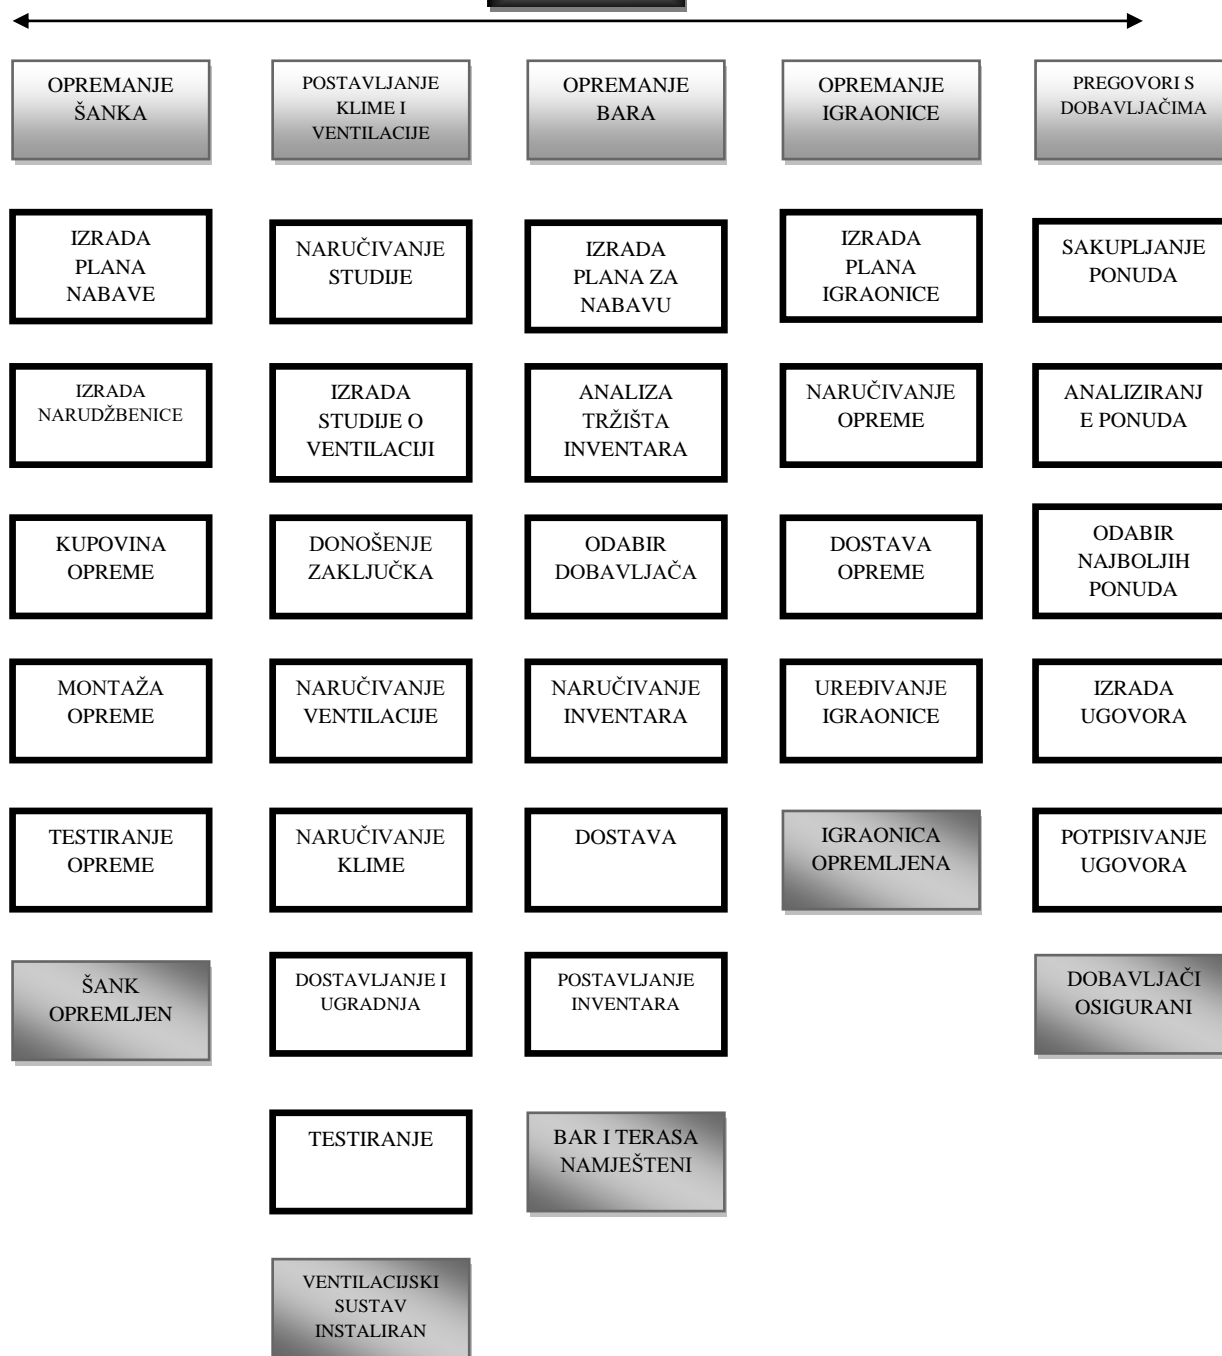 OPREMANJE
ŠANKA
POSTAVLJANJE
KLIME I
VENTILACIJE
OPREMANJE
BARA
OPREMANJE
IGRAONICE
PREGOVORI S
DOBAVLJAČIMA
IZRADA
PLANA
NABAVE
NARUČIVANJE
STUDIJE
IZRADA
PLANA ZA
NABAVU
IZRADA
PLANA
IGRAONICE
SAKUPLJANJE
PONUDA
IZRADA
NARUDŽBENICE
IZRADA
STUDIJE O
VENTILACIJI
ANALIZA
TRŽIŠTA
INVENTARA
NARUČIVANJE
OPREME
ANALIZIRANJ
E PONUDA
KUPOVINA
OPREME
DONOŠENJE
ZAKLJUČKA
ODABIR
DOBAVLJAČA
DOSTAVA
OPREME
ODABIR
NAJBOLJIH
PONUDA
MONTAŽA
OPREME
NARUČIVANJE
VENTILACIJE
NARUČIVANJE
INVENTARA
UREĐIVANJE
IGRAONICE
IZRADA
UGOVORA
TESTIRANJE
OPREME
NARUČIVANJE
KLIME
DOSTAVA
IGRAONICA
OPREMLJENA
POTPISIVANJE
UGOVORA
ŠANK
OPREMLJEN
DOSTAVLJANJE I
UGRADNJA
POSTAVLJANJE
INVENTARA
DOBAVLJAČI
OSIGURANI
TESTIRANJE
BAR I TERASA
NAMJEŠTENI
VENTILACIJSKI
SUSTAV
INSTALIRAN